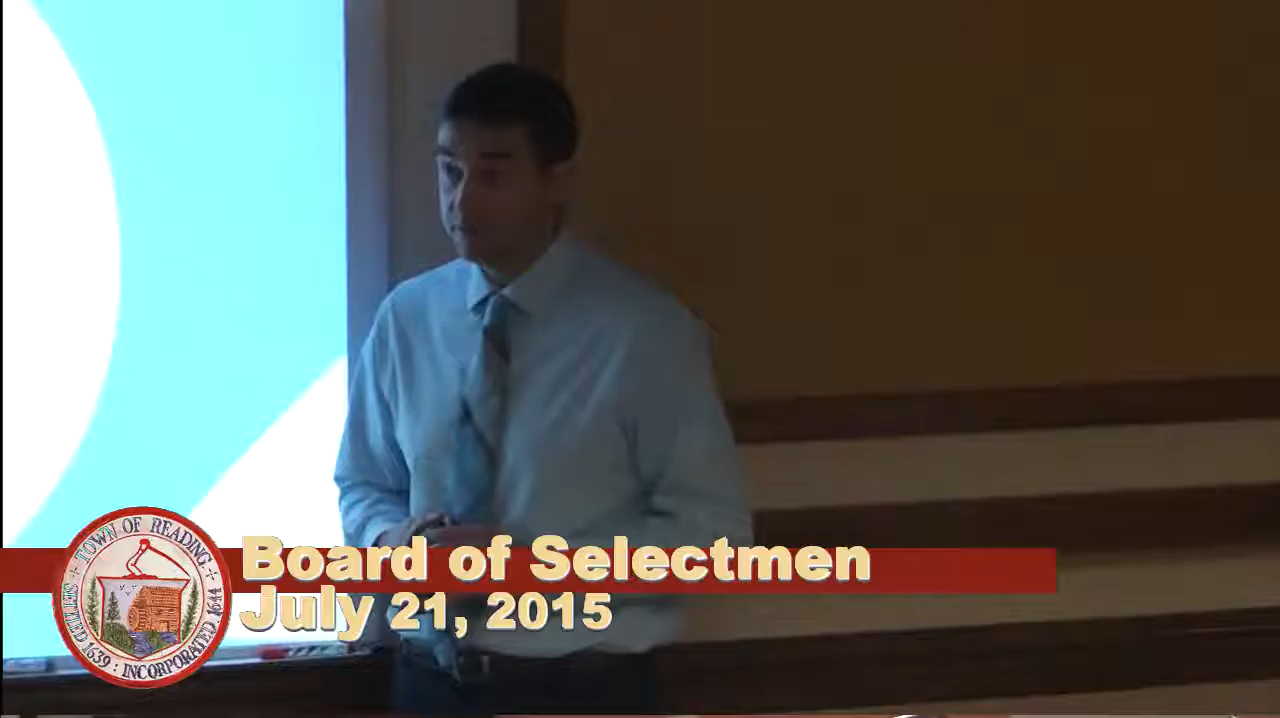 Board of Selectmen
July 21, 2015
TOWN OF READING
SETTLED 1639 : INCORPORATED 1644